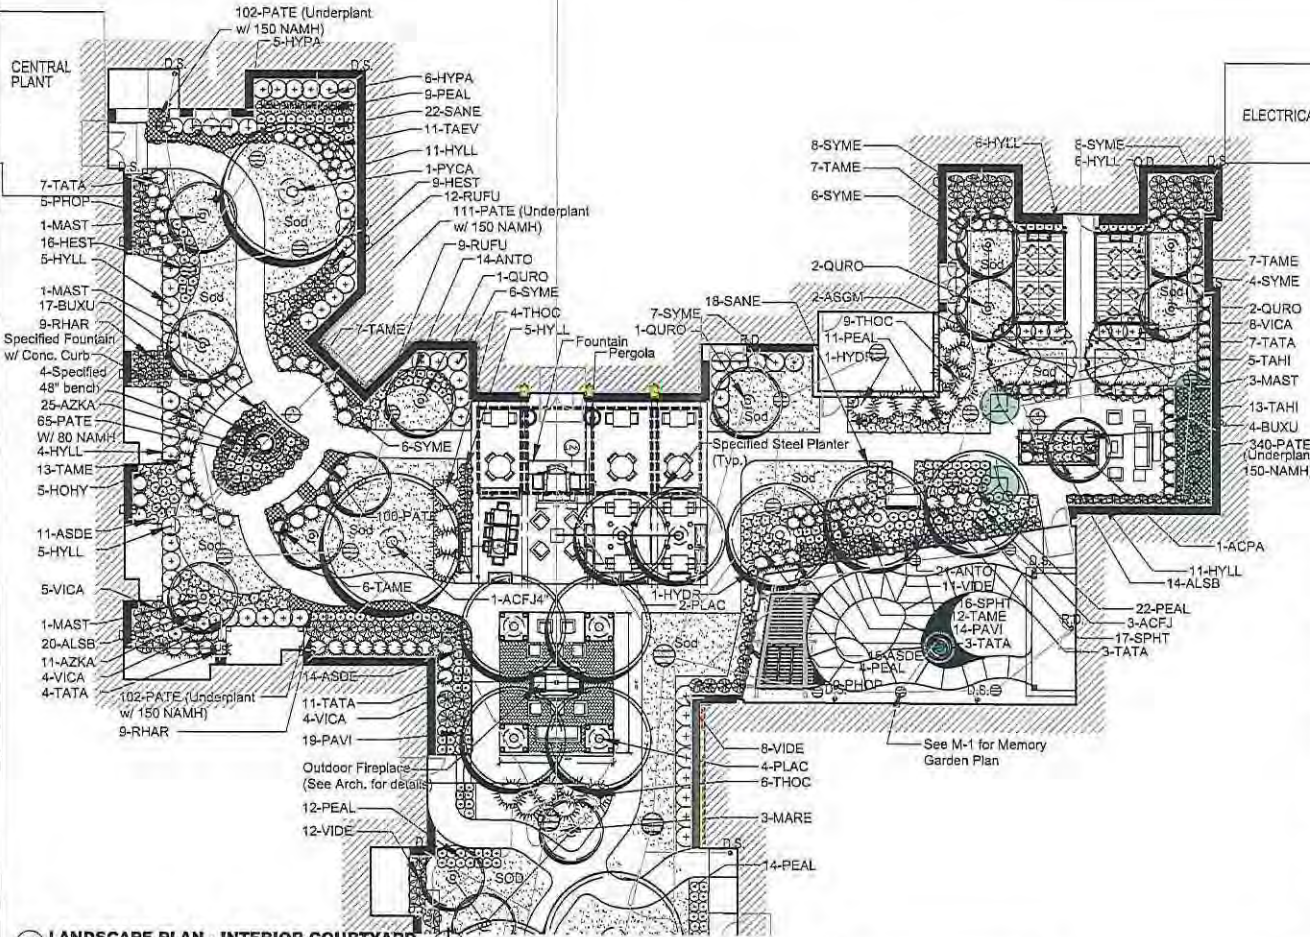 102-PATE (Underplant
w/ 150 NAMH)
5-HYPA
CENTRAL
PLANT
D.S.
D.S.
6-HYPA
9-PEAL
22-SANE
11-TAEV
11-HYLL
1-PYCA
9-HEST
12-RUFU
111-PATE (Underplant
w/ 150 NAMH)
9-RUFU
14-ANTO
1-QURO
6-SYME
4-THOC
5-HYLL
Fountain
Pergola
D.S.
7-TATA
5-PHOP
1-MAST
16-HEST
5-HYLL
1-MAST
17-BUXU
9-RHAR
Specified Fountain
w/ Conc. Curb
4-Specified
48" bench
25-AZKA
65-PATE
W/ 80 NAMH
4-HYLL
13-TAME
5-HOHY
11-ASDE
5-HYLL
5-VICA
1-MAST
20-ALSB
11-AZKA
4-VICA
4-TATA
102-PATE (Underplant
w/ 150 NAMH)
9-RHAR
Sod
Sod
Sod
7-TAME
6-SYME
Sod
106-PATE
Sod
6-TAME
14-ASDE
11-TATA
4-VICA
19-PAVI
Outdoor Fireplace
(See Arch. for details)
12-PEAL
12-VIDE
SOD
ELECTRICA
8-SYME
7-TAME
6-SYME
6-HYLL
8-SYME
6-HYLL
O.D.
D.S.
2-QURO
2-ASGM
18-SANE
7-SYME
1-QURO
R.D.
9-THOC
11-PEAL
1-HYDR
Sod
Sod
Sod
Sod
7-TAME
4-SYME
2-QURO
8-VICA
7-TATA
5-TAHI
3-MAST
13-TAHI
4-BUXU
340-PATE
(Underplan
150-NAMH
Specified Steel Planter
(Typ.)
Sod
1-ACPA
11-HYLL
14-ALSB
22-PEAL
3-ACFJ
17-SPHT
3-TATA
21-ANTO
11-VIDE
16-SPHT
12-TAME
14-PAVI
3-TATA
15-ASDE
4-PEAL
D.S.
R.D.
D.S.
D.S.
1-HYDR
2-PLAC
1-ACFJ4"
Sod
See M-1 for Memory
Garden Plan
8-VIDE
4-PLAC
6-THOC
3-MARE
D.S.
14-PEAL
LANDSCAPE PLAN - INTERIOR COURTYARD